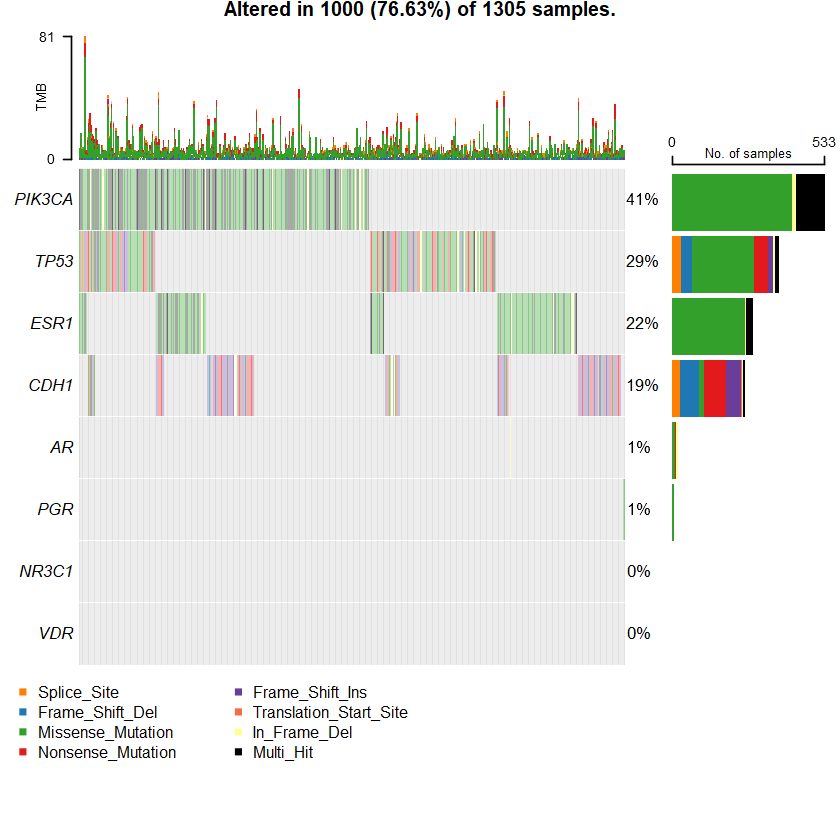 Altered in 1000 (76.63%) of 1305 samples.
81
TMB
0
0 533
No. of samples
PIK3CA 41%
TP53 29%
ESR1 22%
CDH1 19%
AR 1%
PGR 1%
NR3C1 0%
VDR 0%
Splice_Site Frame_Shift_Ins
Frame_Shift_Del Translation_Start_Site
Missense_Mutation In_Frame_Del
Nonsense_Mutation Multi_Hit